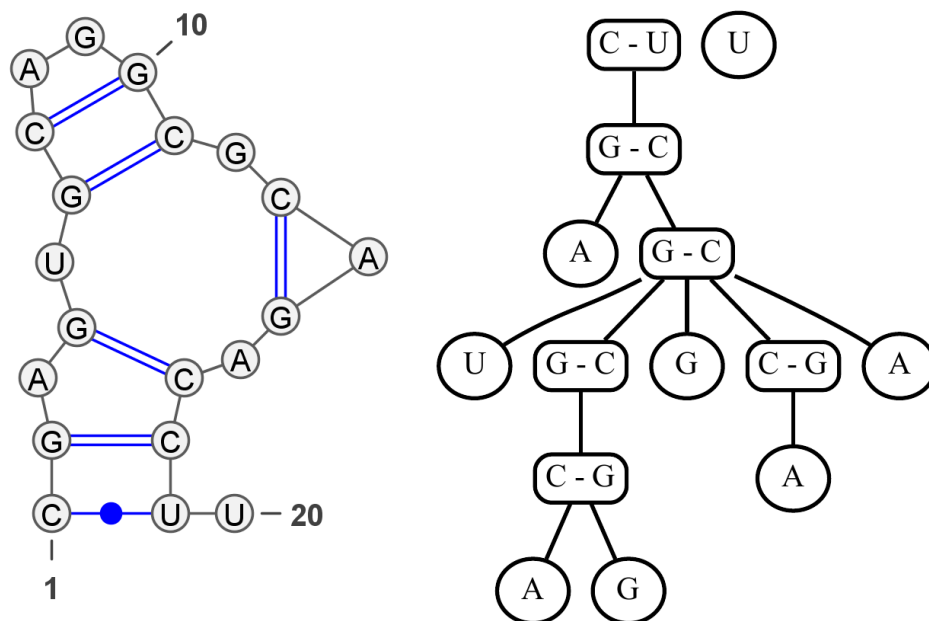 G 10
A G
C C G
G C
U A
G G
A C A
G C
C U U 20
1
C - U U
G - C
A G - C
U G - C G C - G A
C - G A
A G